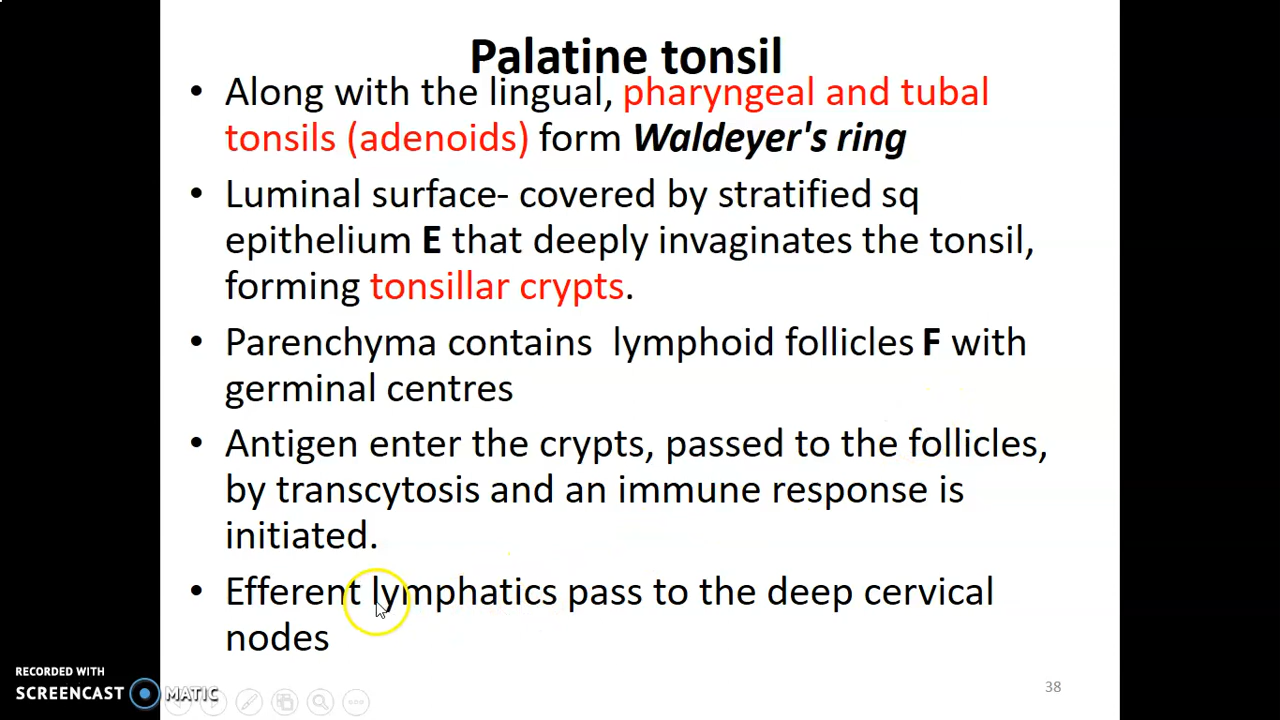 Palatine tonsil
• Along with the lingual, pharyngeal and tubal
tonsils (adenoids) form Waldeyer's ring
• Luminal surface- covered by stratified sq
epithelium E that deeply invaginates the tonsil,
forming tonsillar crypts.
• Parenchyma contains lymphoid follicles F with
germinal centres
• Antigen enter the crypts, passed to the follicles,
by transcytosis and an immune response is
initiated.
• Efferent lymphatics pass to the deep cervical
nodes
RECORDED WITH
SCREENCAST MATIC
38